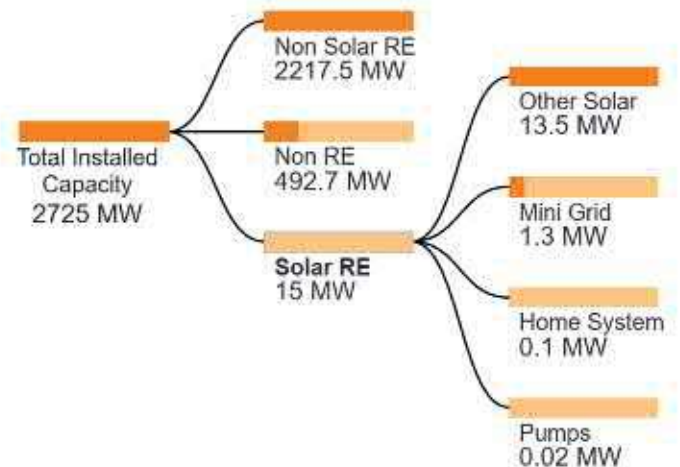 Total Installed
Capacity
2725 MW
Non Solar RE
2217.5 MW
Non RE
492.7 MW
Solar RE
15 MW
Other Solar
13.5 MW
Mini Grid
1.3 MW
Home System
0.1 MW
Pumps
0.02 MW